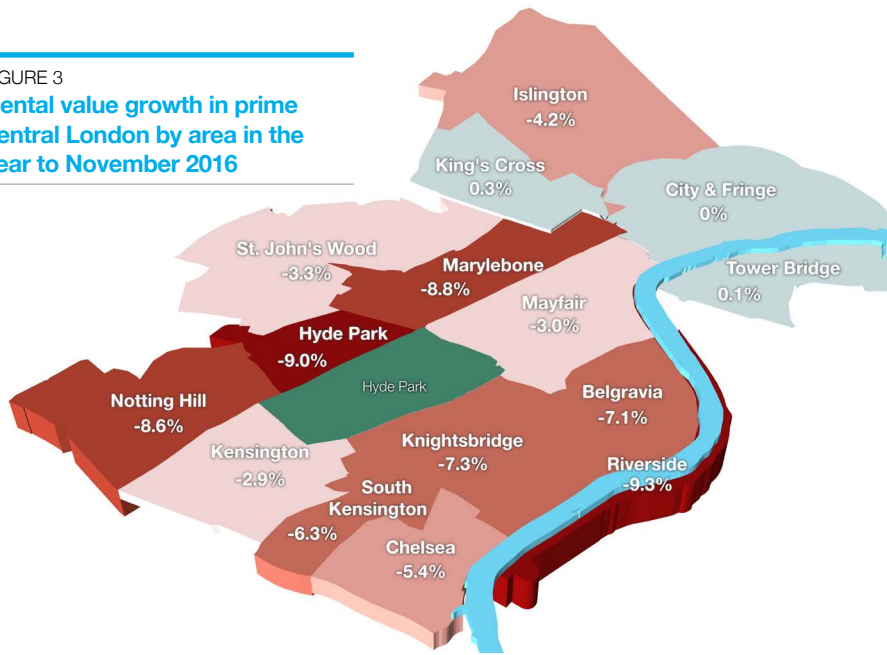 GURE 3
ental value growth in prime
entral London by area in the
ear to November 2016
Islington
-4.2%
King's Cross
0.3%
City & Fringe
0%
St. John's Wood
-3.3%
Marylebone
-8.8%
Tower Bridge
0.1%
Mayfair
-3.0%
Hyde Park
-9.0%
Hyde Park
Notting Hill
-8.6%
Belgravia
-7.1%
Kensington
-2.9%
Knightsbridge
-7.3%
Riverside
-9.3%
South
Kensington
-6.3%
Chelsea
-5.4%